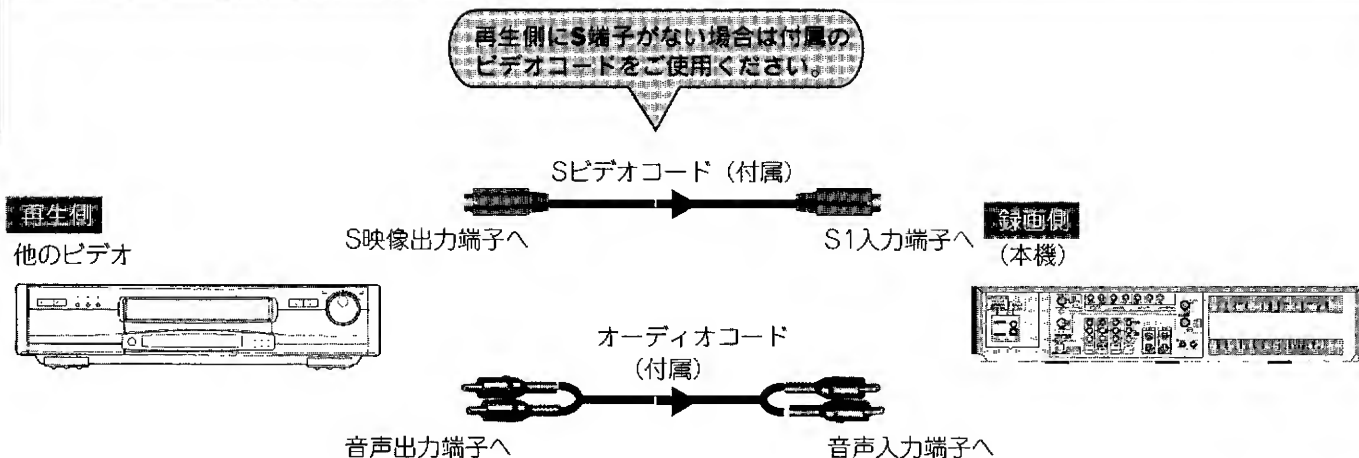 再生側にS端子がない場合は付属の
ビデオコードをご使用ください。
Sビデオコード（付属）
再生側
他のビデオ
S映像出力端子へ
S1入力端子へ
録画側
（本機）
オーディオコード
（付属）
音声出力端子へ
音声入力端子へ